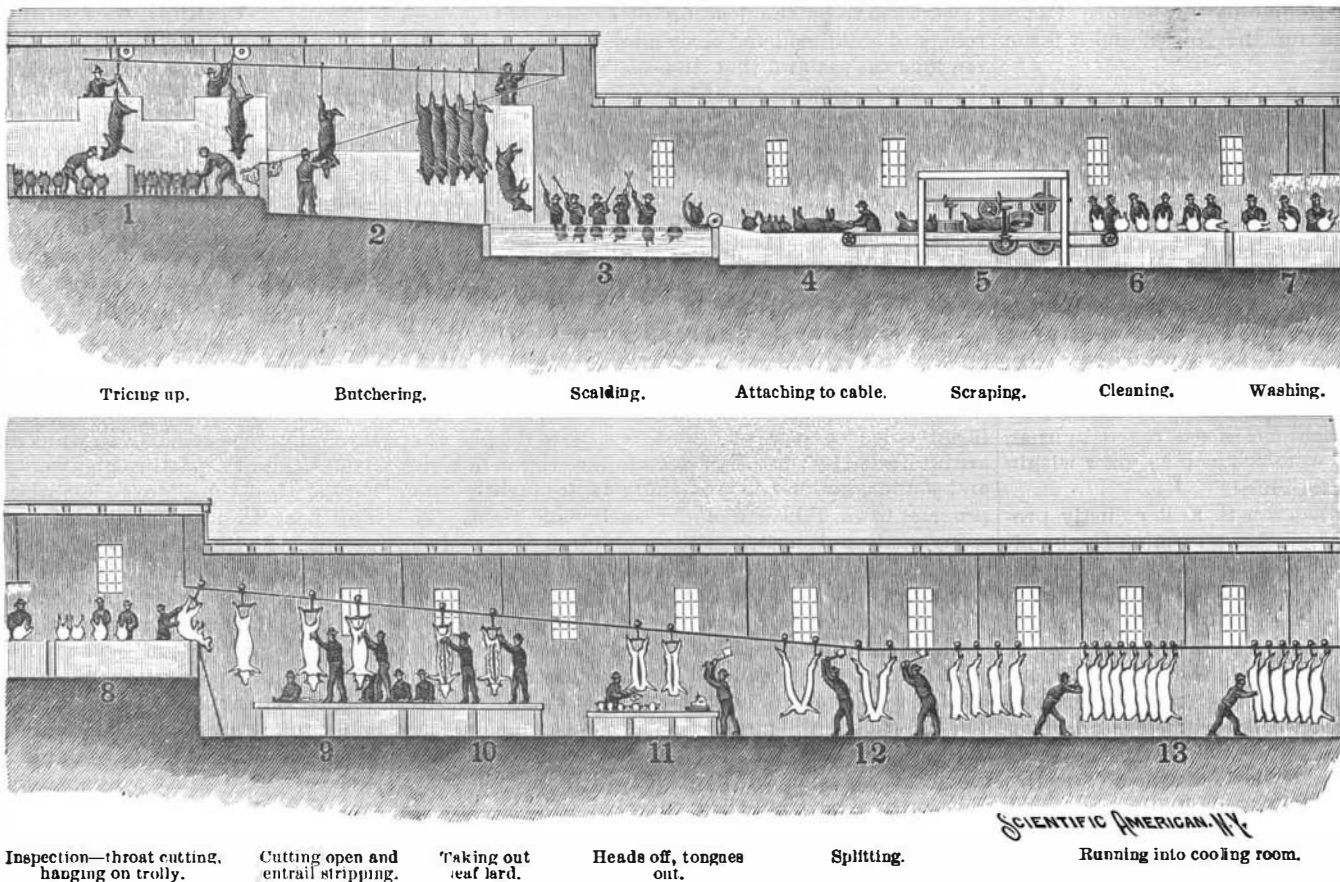 1 2 3 4 5 6 7
Tricing up. Butchering. Scalding. Attaching to cable. Scraping. Cleaning. Washing.
8 9 10 11 12 13
SCIENTIFIC AMERICAN. N.Y.
Inspection—throat cutting, Cutting open and Taking out Heads off, tongues Splitting. Running into cooling room.
hanging on trolly. entrail stripping. leaf lard. out.